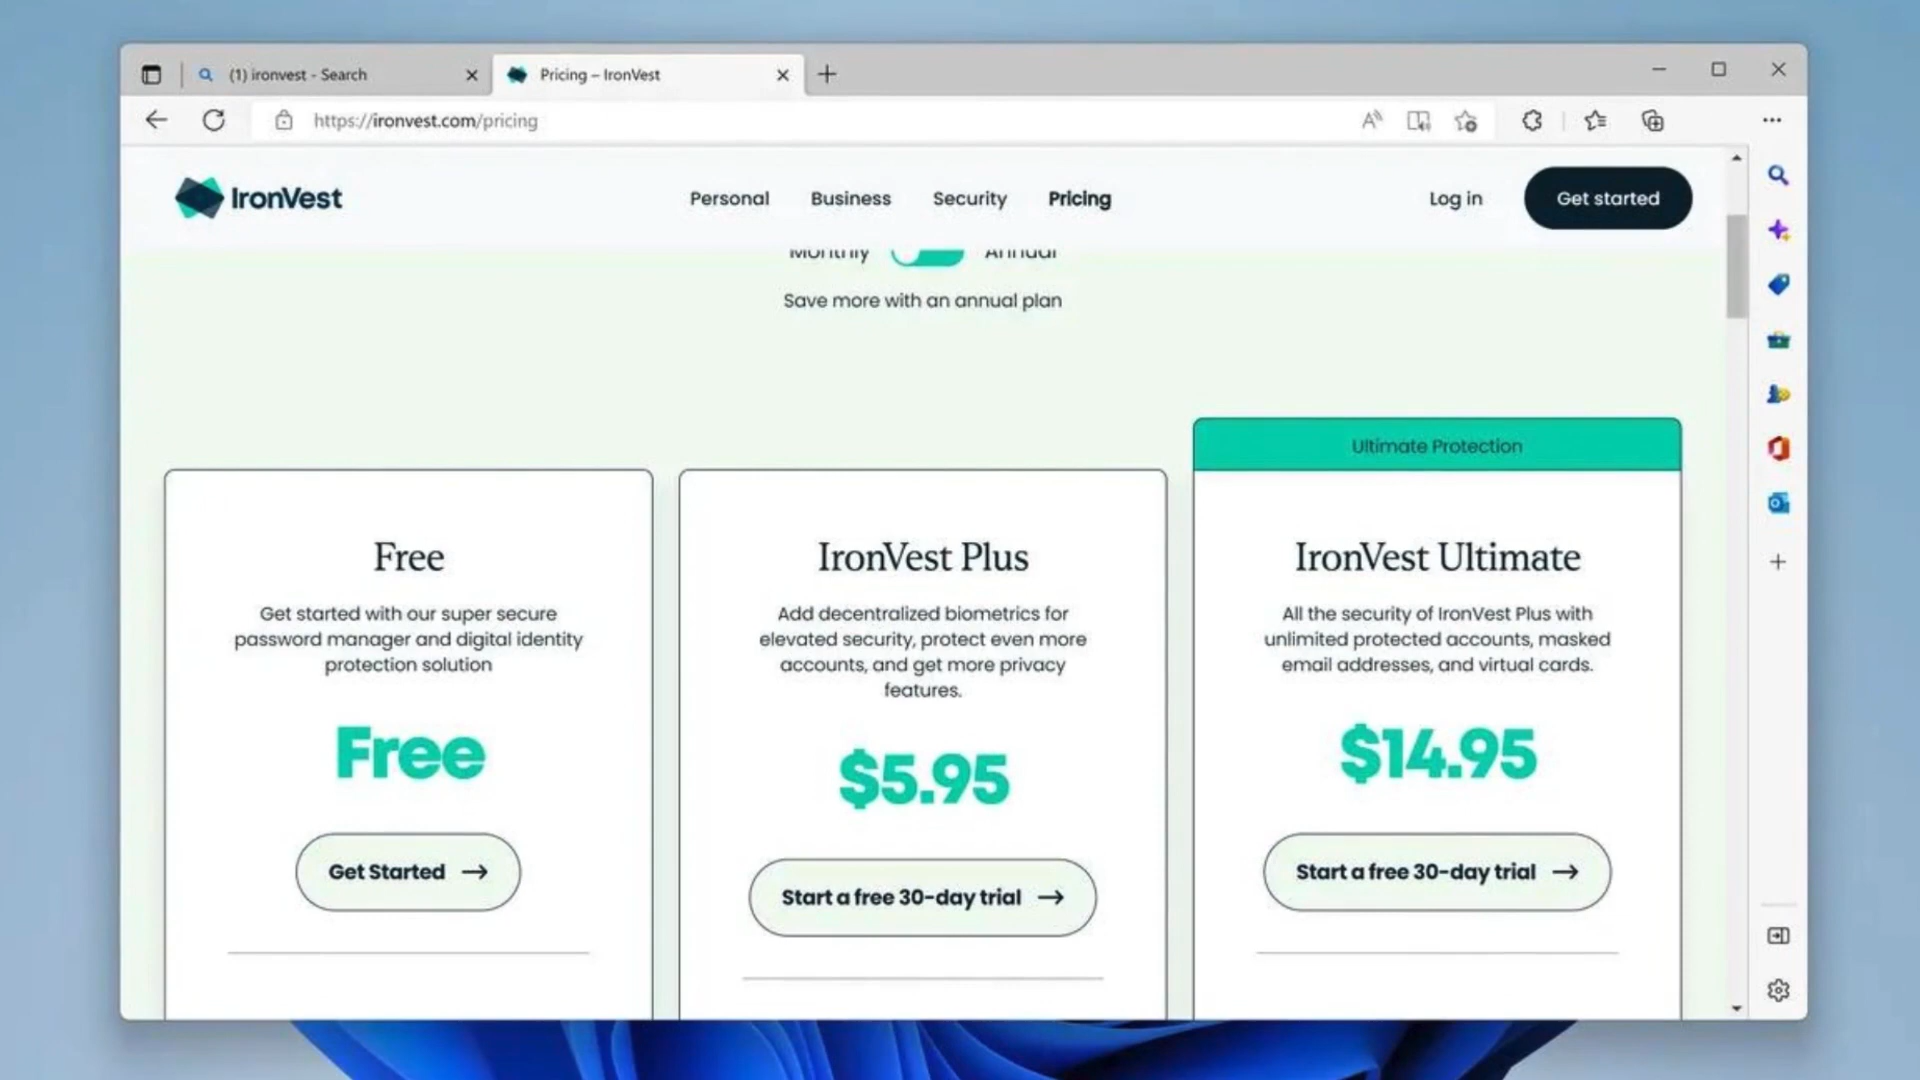 (1) ironvest - Search
Pricing – IronVest
https://ironvest.com/pricing
IronVest
Personal
Business
Security
Pricing
Log in
Get started
Monthly
Annual
Save more with an annual plan
Ultimate Protection
Free
Get started with our super secure
password manager and digital identity
protection solution
Free
Get Started →
IronVest Plus
Add decentralized biometrics for
elevated security, protect even more
accounts, and get more privacy
features.
$5.95
Start a free 30-day trial →
IronVest Ultimate
All the security of IronVest Plus with
unlimited protected accounts, masked
email addresses, and virtual cards.
$14.95
Start a free 30-day trial →